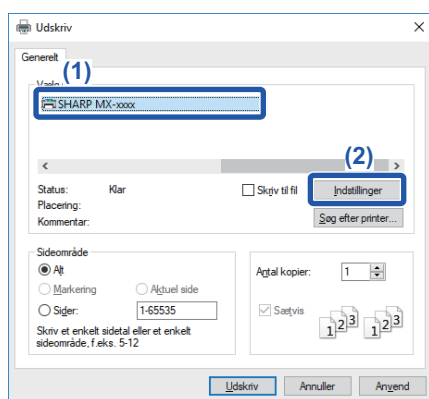 Udskriv
Generelt
(1)
Vælg
SHARP MX-xxxx
(2)
Status: Klar
Skriv til fil
Indstillinger
Placering:
Kommentar:
Søg efter printer...
Sideområde
Alt
Antal kopier: 1
Markering
Aktuel side
Sider: 1-65535
Sætvis
1 2 3 1 2 3
Skriv et enkelt sidetal eller et enkelt
sideområde, f.eks. 5-12
Udskriv Annuller Anvend